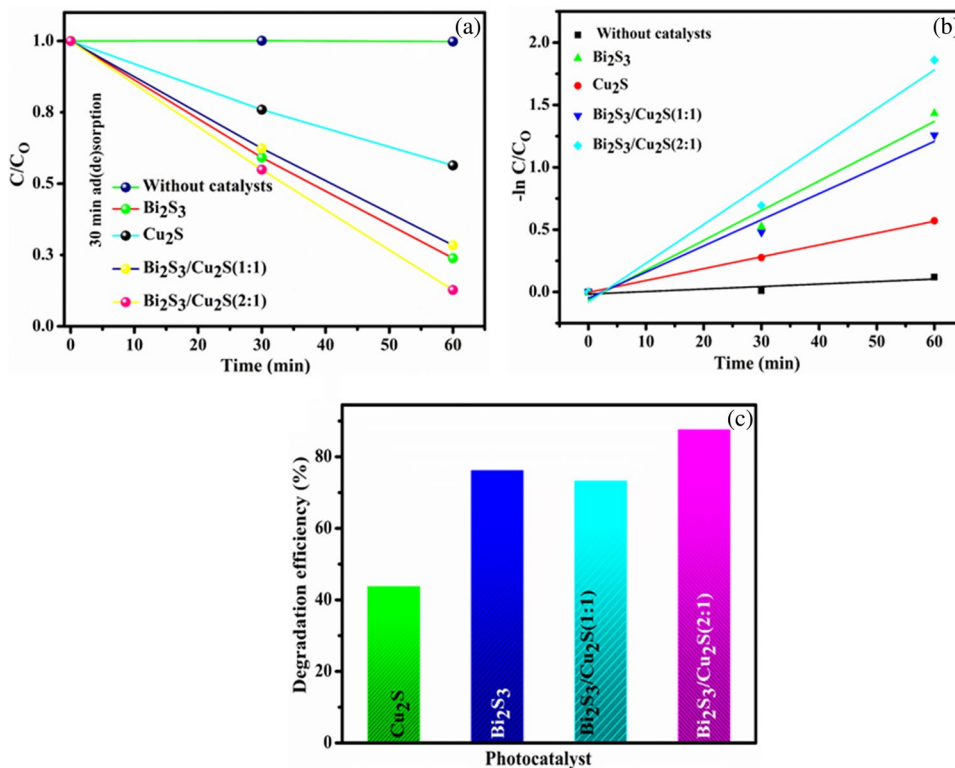 (a)
1.0
0.8
0.5
0.3
0.0
C/C_O
30 min ad(de)sorption
Without catalysts
Bi₂S₃
Cu₂S
Bi₂S₃/Cu₂S(1:1)
Bi₂S₃/Cu₂S(2:1)
0 10 20 30 40 50 60
Time (min)
(b)
2.0
1.5
1.0
0.5
0.0
-ln C/C_O
Without catalysts
Bi₂S₃
Cu₂S
Bi₂S₃/Cu₂S(1:1)
Bi₂S₃/Cu₂S(2:1)
0 10 20 30 40 50 60
Time (min)
(c)
80
60
40
20
0
Degradation efficiency (%)
Cu₂S
Bi₂S₃
Bi₂S₃/Cu₂S(1:1)
Bi₂S₃/Cu₂S(2:1)
Photocatalyst